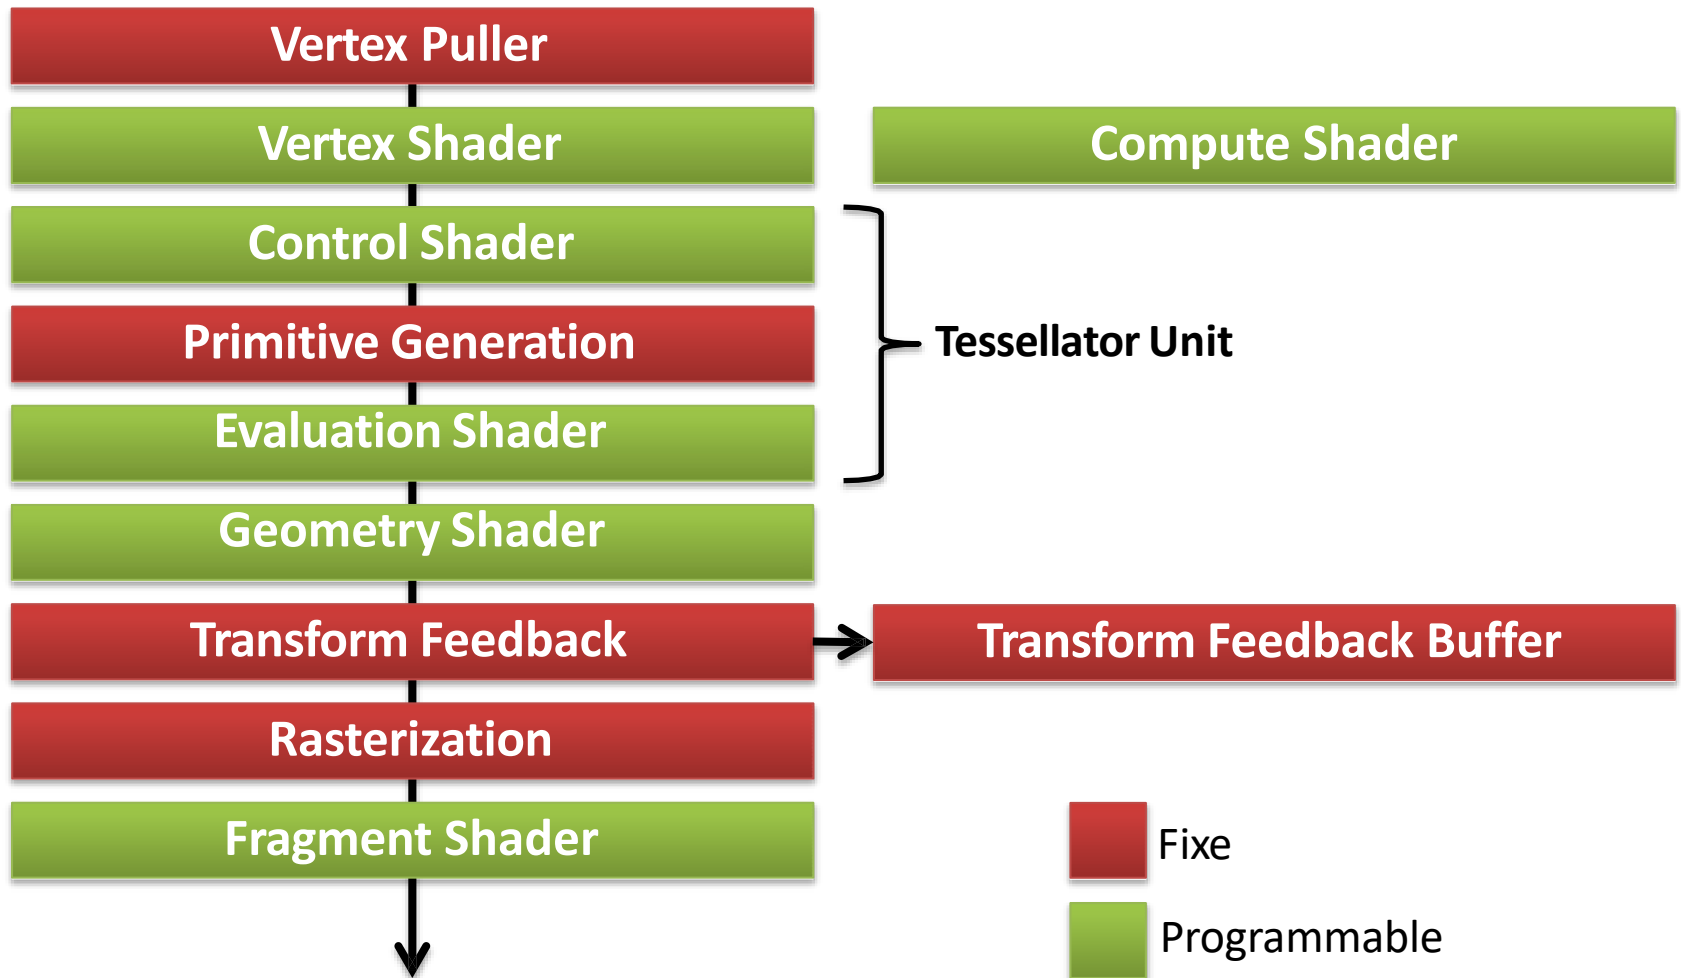 Vertex Puller
Vertex Shader
Compute Shader
Control Shader
Primitive Generation
Tessellator Unit
Evaluation Shader
Geometry Shader
Transform Feedback
Transform Feedback Buffer
Rasterization
Fragment Shader
Fixe
Programmable